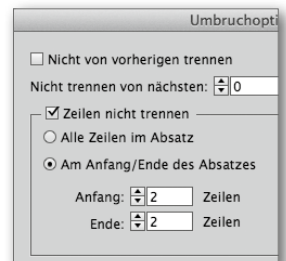 Umbruchopti
Nicht von vorherigen trennen
Nicht trennen von nächsten: 0
Zeilen nicht trennen
Alle Zeilen im Absatz
Am Anfang/Ende des Absatzes
Anfang: 2 Zeilen
Ende: 2 Zeilen